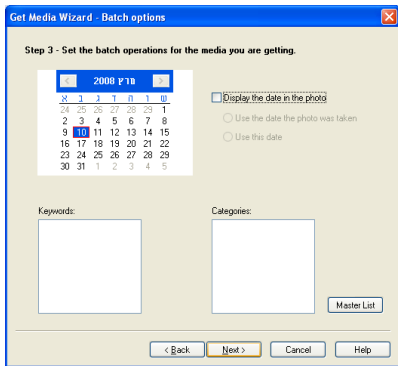 Get Media Wizard - Batch options
Step 3 - Set the batch operations for the media you are getting.
מרץ 2008
א ב ג ד ה ו ש
24 25 26 27 28 29 1
2 3 4 5 6 7 8
9 10 11 12 13 14 15
16 17 18 19 20 21 22
23 24 25 26 27 28 29
30 31 1 2 3 4 5
Display the date in the photo
Use the date the photo was taken
Use this date
Keywords:
Categories:
Master List
< Back
Next >
Cancel
Help